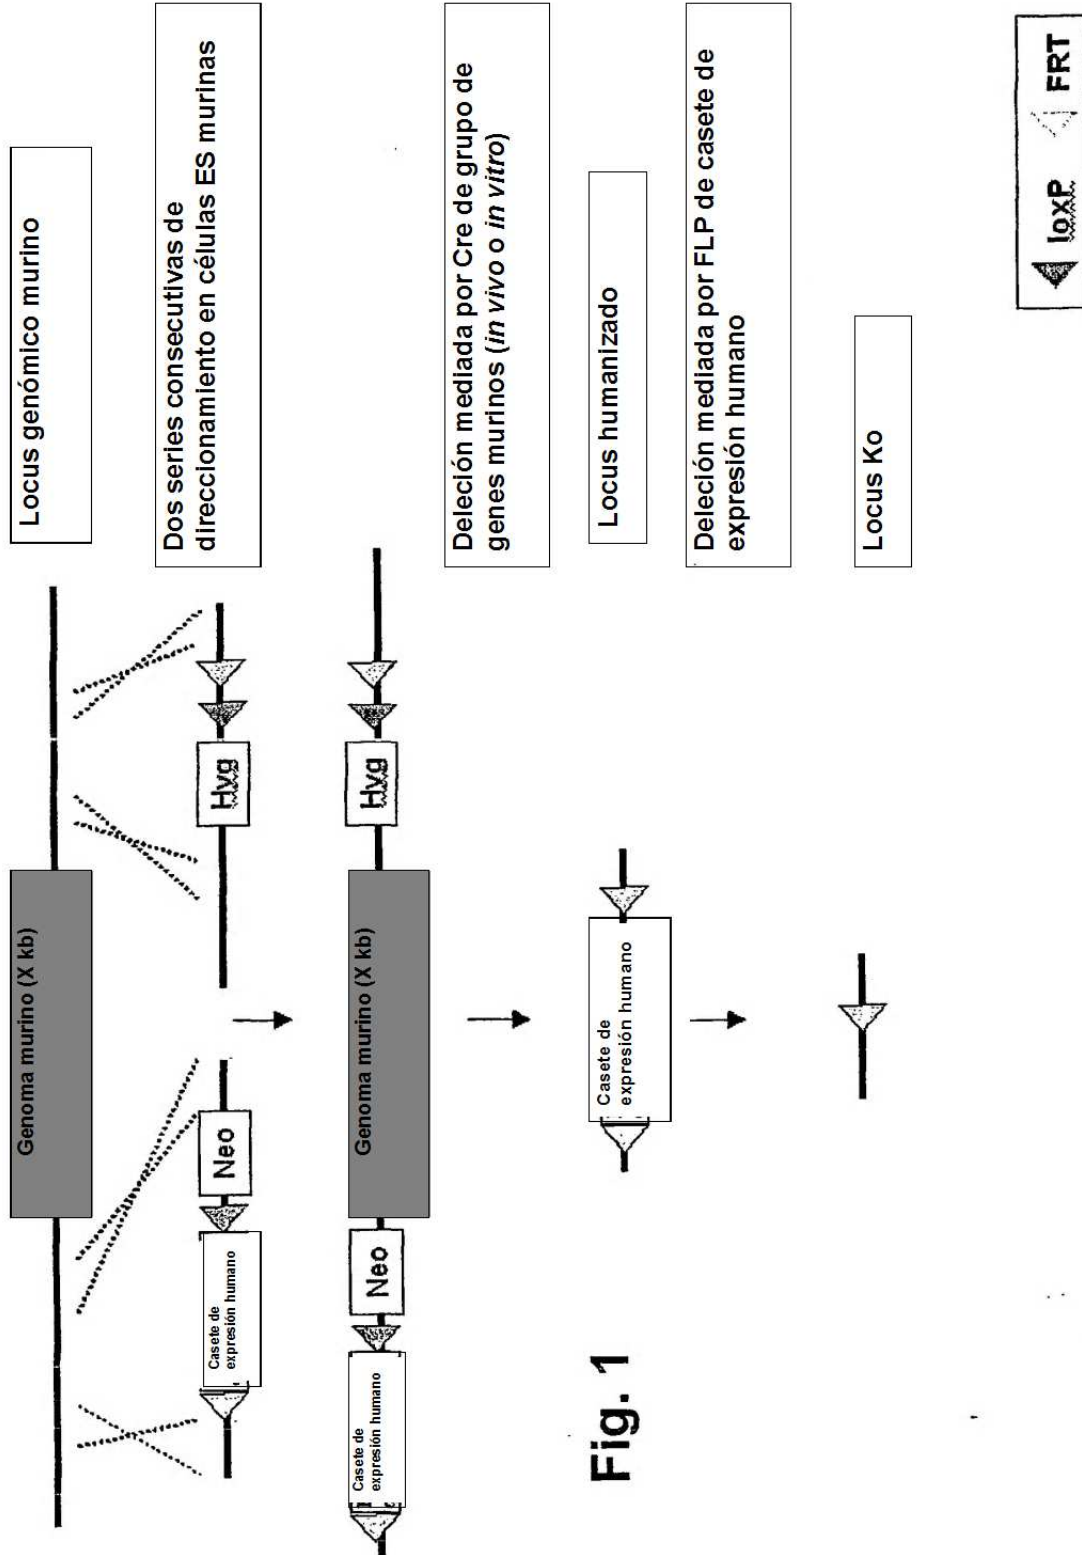 Locus genómico murino
Genoma murino (X kb)
Dos series consecutivas de
direccionamiento en células ES murinas
Casete de
expresión humano
Neo
Hyg
Casete de
expresión humano
Neo
Genoma murino (X kb)
Hyg
Deleción mediada por Cre de grupo de
genes murinos (in vivo o in vitro)
Casete de
expresión humano
Locus humanizado
Deleción mediada por FLP de casete de
expresión humano
Locus Ko
Fig. 1
loxP FRT